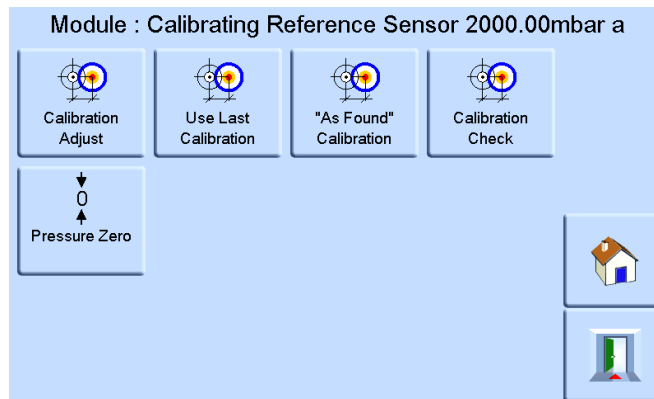 Module : Calibrating Reference Sensor 2000.00mbar a
Calibration
Adjust
Use Last
Calibration
"As Found"
Calibration
Calibration
Check
0
Pressure Zero